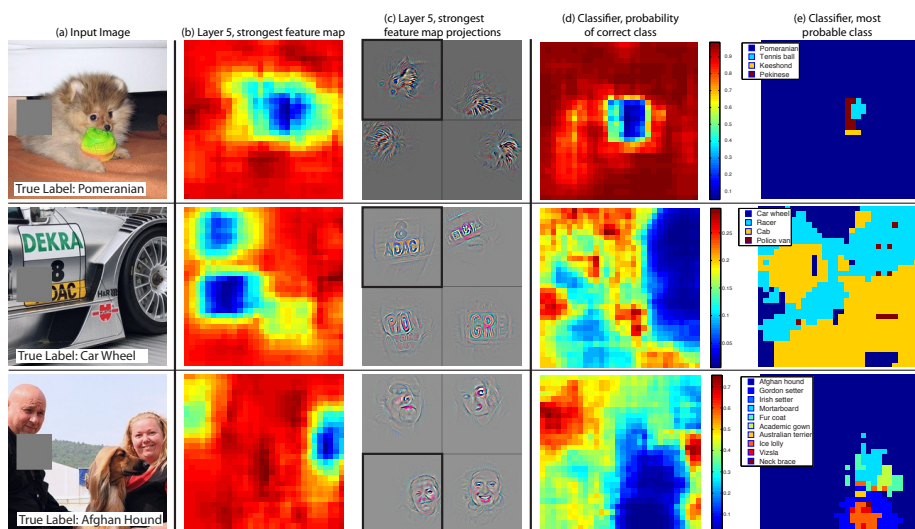 (a) Input Image
(b) Layer 5, strongest feature map
(c) Layer 5, strongest
feature map projections
(d) Classifier, probability
of correct class
(e) Classifier, most
probable class
True Label: Pomeranian
0.9
0.8
0.7
0.6
0.5
0.4
0.3
0.2
0.1
Pomeranian
Tennis ball
Keeshond
Pekinese
DEKRA
8
ADAC
True Label: Car Wheel
ADAC
0.25
0.2
0.15
0.1
0.05
Car wheel
Racer
Cab
Police van
True Label: Afghan Hound
0.7
0.6
0.5
0.4
0.3
0.2
0.1
Afghan hound
Gordon setter
Irish setter
Mortarboard
Fur coat
Academic gown
Australian terrier
Ice lolly
Vizsla
Neck brace